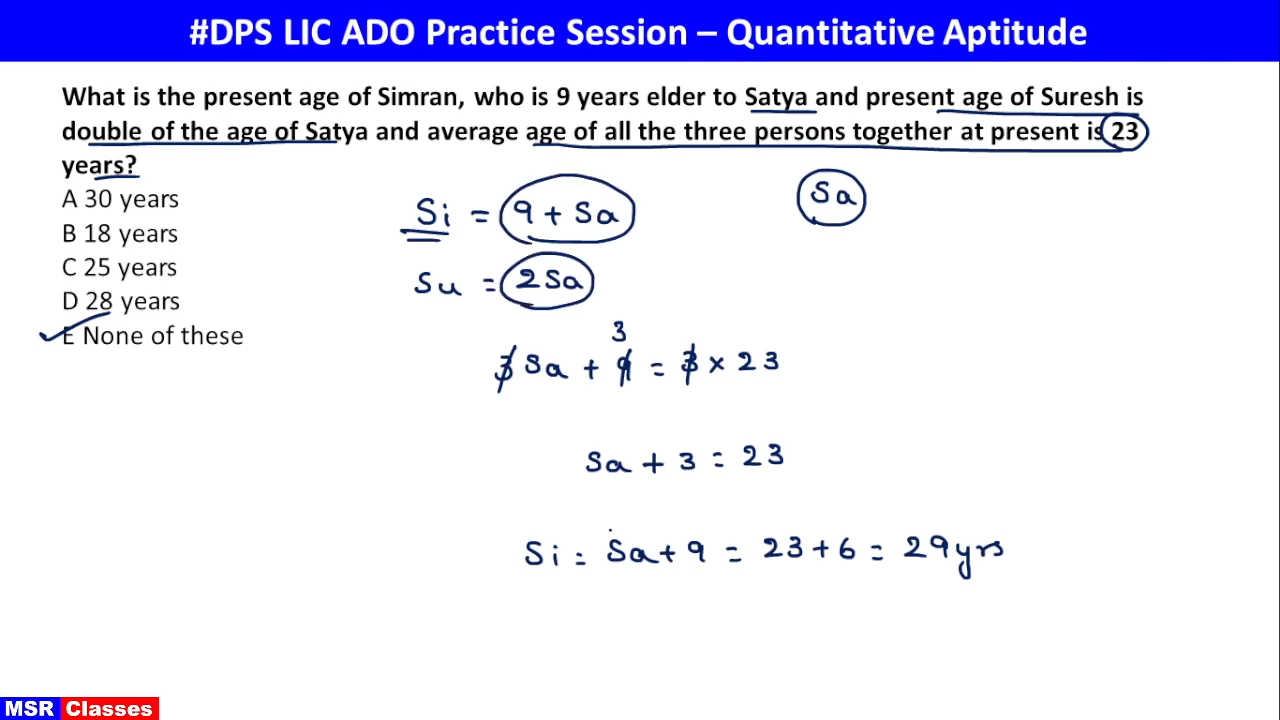 #DPS LIC ADO Practice Session – Quantitative Aptitude
What is the present age of Simran, who is 9 years elder to Satya and present age of Suresh is
double of the age of Satya and average age of all the three persons together at present is 23
years?
A 30 years
B 18 years
C 25 years
D 28 years
E None of these
Sa
Si = 9 + Sa
Su = 2Sa
3
3 Sa + 9 = 3 × 23
Sa + 3 = 23
Si = Sa + 9 = 23 + 6 = 29 yrs
MSR Classes